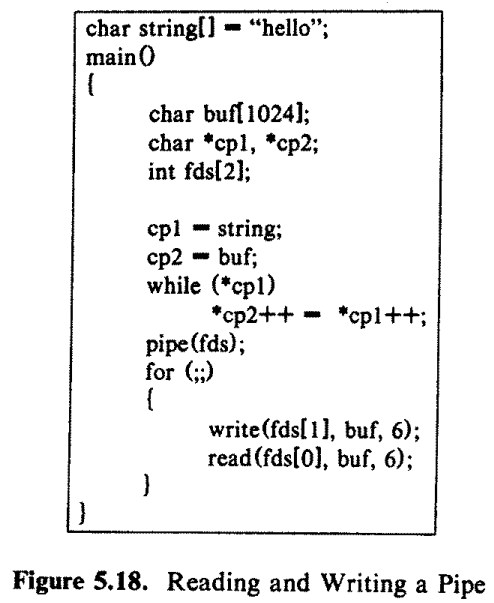 char string[] = “hello”;
main()
{
char buf[1024];
char *cp1, *cp2;
int fds[2];
cp1 = string;
cp2 = buf;
while (*cp1)
*cp2++ = *cp1++;
pipe(fds);
for (;;)
{
write(fds[1], buf, 6);
read(fds[0], buf, 6);
}
}
Figure 5.18. Reading and Writing a Pipe